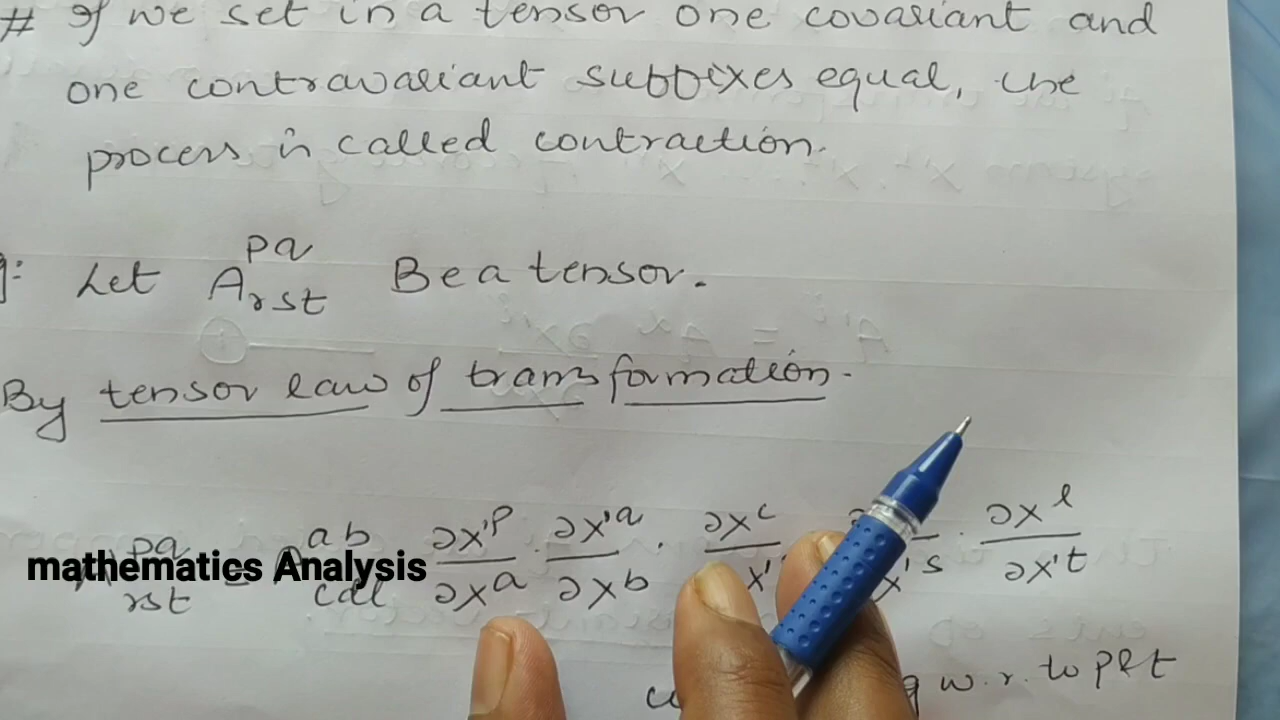 # If we set in a tensor one covariant and
one contravariant suffixes equal, the
process is called contraction.
g: Let A^{pq}_{rst} Be a tensor.
By tensor law of transformation.
pq rst = A^{ab}_{cdl} ∂x'^p/∂x^a · ∂x'^q/∂x^b · ∂x^c/ x' x's · ∂x^l/∂x'^t
mathematics Analysis
g w.r. to p & t